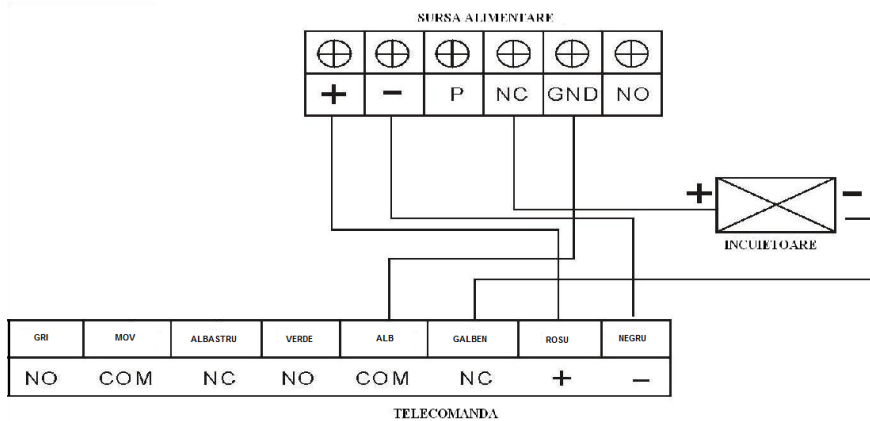 SURSA ALIMENTARE
+ − P NC GND NO
+ −
INCUIETOARE
GRI MOV ALBASTRU VERDE ALB GALBEN ROSU NEGRU
NO COM NC NO COM NC + −
TELECOMANDA